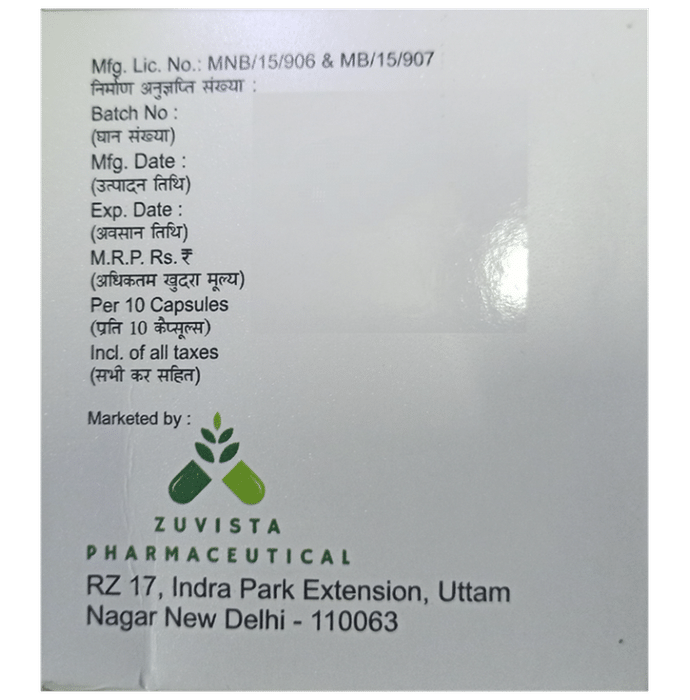 Mfg. Lic. No.: MNB/15/906 & MB/15/907
निर्माण अनुज्ञप्ति संख्या :
Batch No :
(घान संख्या)
Mfg. Date :
(उत्पादन तिथि)
Exp. Date :
(अवसान तिथि)
M.R.P. Rs. ₹
(अधिकतम खुदरा मूल्य)
Per 10 Capsules
(प्रति 10 कैप्सूल्स)
Incl. of all taxes
(सभी कर सहित)
Marketed by :
ZUVISTA
PHARMACEUTICAL
RZ 17, Indra Park Extension, Uttam
Nagar New Delhi - 110063